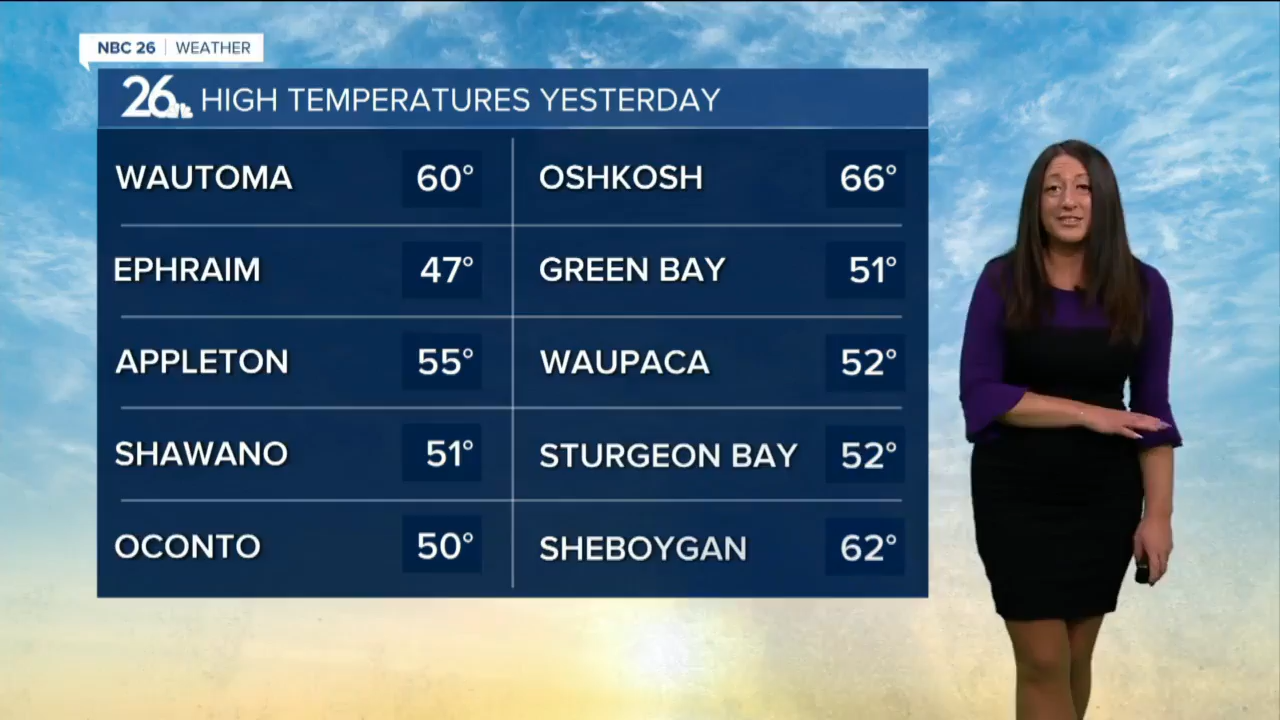 NBC 26 | WEATHER
26 HIGH TEMPERATURES YESTERDAY
WAUTOMA 60°
EPHRAIM 47°
APPLETON 55°
SHAWANO 51°
OCONTO 50°
OSHKOSH 66°
GREEN BAY 51°
WAUPACA 52°
STURGEON BAY 52°
SHEBOYGAN 62°